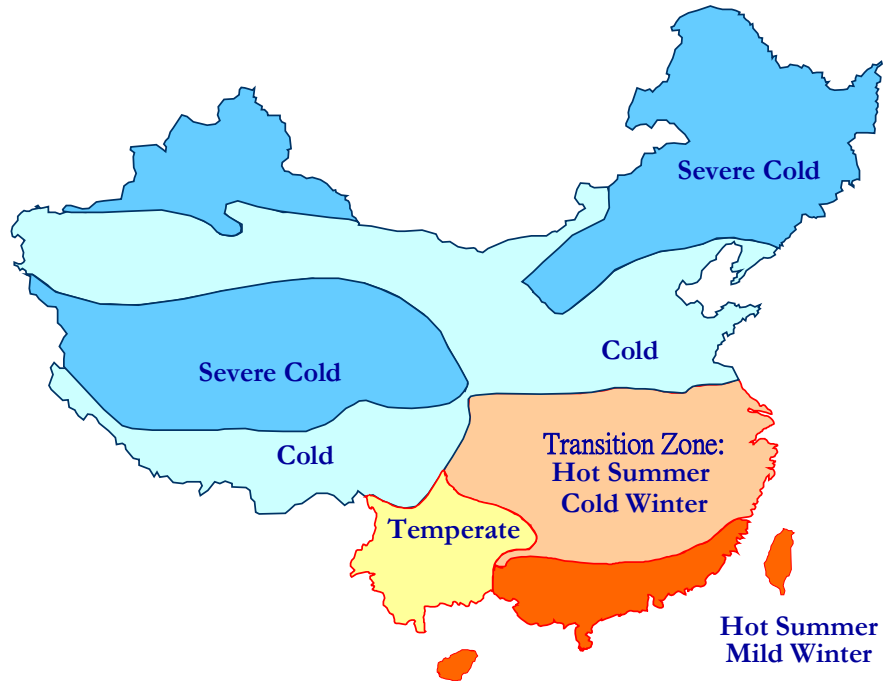 Severe Cold
Cold
Severe Cold
Transition Zone:
Hot Summer
Cold Winter
Cold
Temperate
Hot Summer
Mild Winter